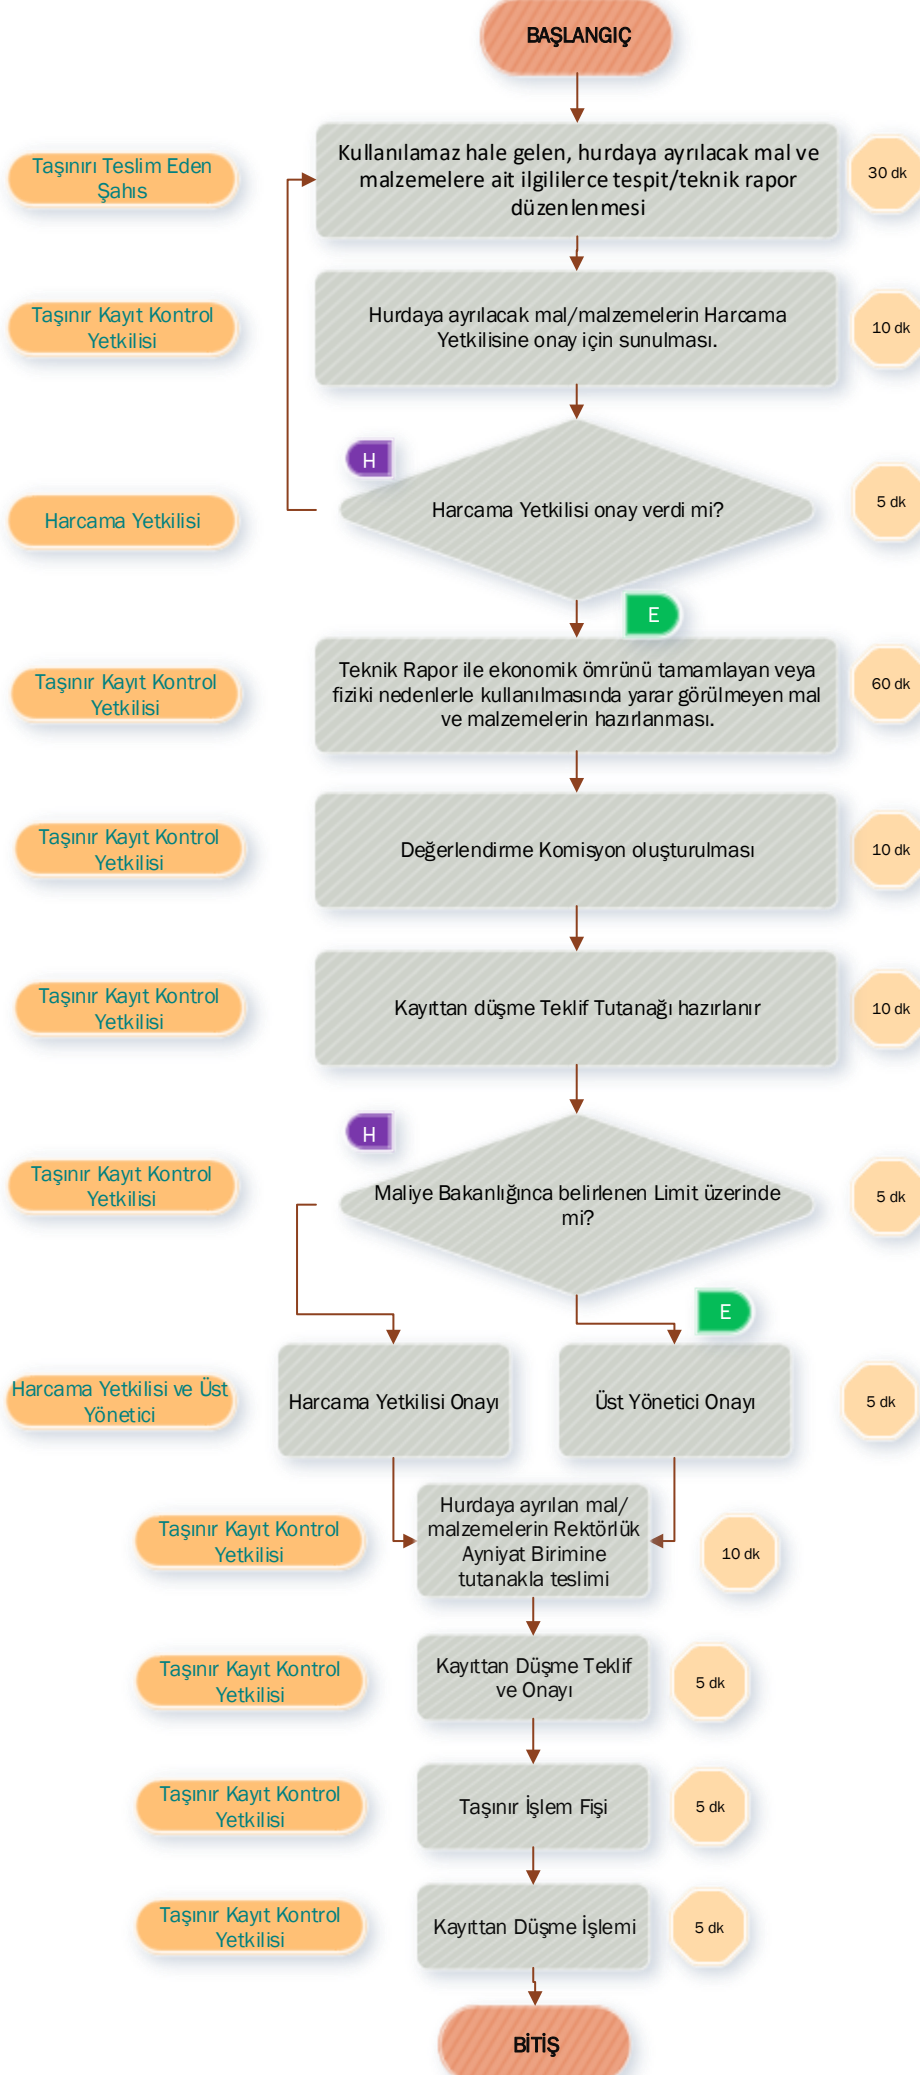 BAŞLANGIÇ
Taşınırı Teslim Eden
Şahıs
Kullanılamaz hale gelen, hurdaya ayrılacak mal ve
malzemelere ait ilgililerce tespit/teknik rapor
düzenlenmesi
30 dk
Taşınır Kayıt Kontrol
Yetkilisi
Hurdaya ayrılacak mal/malzemelerin Harcama
Yetkilisine onay için sunulması.
10 dk
H
Harcama Yetkilisi
Harcama Yetkilisi onay verdi mi?
5 dk
E
Taşınır Kayıt Kontrol
Yetkilisi
Teknik Rapor ile ekonomik ömrünü tamamlayan veya
fiziki nedenlerle kullanılmasında yarar görülmeyen mal
ve malzemelerin hazırlanması.
60 dk
Taşınır Kayıt Kontrol
Yetkilisi
Değerlendirme Komisyon oluşturulması
10 dk
Taşınır Kayıt Kontrol
Yetkilisi
Kayıttan düşme Teklif Tutanağı hazırlanır
10 dk
H
Taşınır Kayıt Kontrol
Yetkilisi
Maliye Bakanlığınca belirlenen Limit üzerinde
mi?
5 dk
E
Harcama Yetkilisi ve Üst
Yönetici
Harcama Yetkilisi Onayı
Üst Yönetici Onayı
5 dk
Taşınır Kayıt Kontrol
Yetkilisi
Hurdaya ayrılan mal/
malzemelerin Rektörlük
Ayniyat Birimine
tutanakla teslimi
10 dk
Taşınır Kayıt Kontrol
Yetkilisi
Kayıttan Düşme Teklif
ve Onayı
5 dk
Taşınır Kayıt Kontrol
Yetkilisi
Taşınır İşlem Fişi
5 dk
Taşınır Kayıt Kontrol
Yetkilisi
Kayıttan Düşme İşlemi
5 dk
BİTİŞ